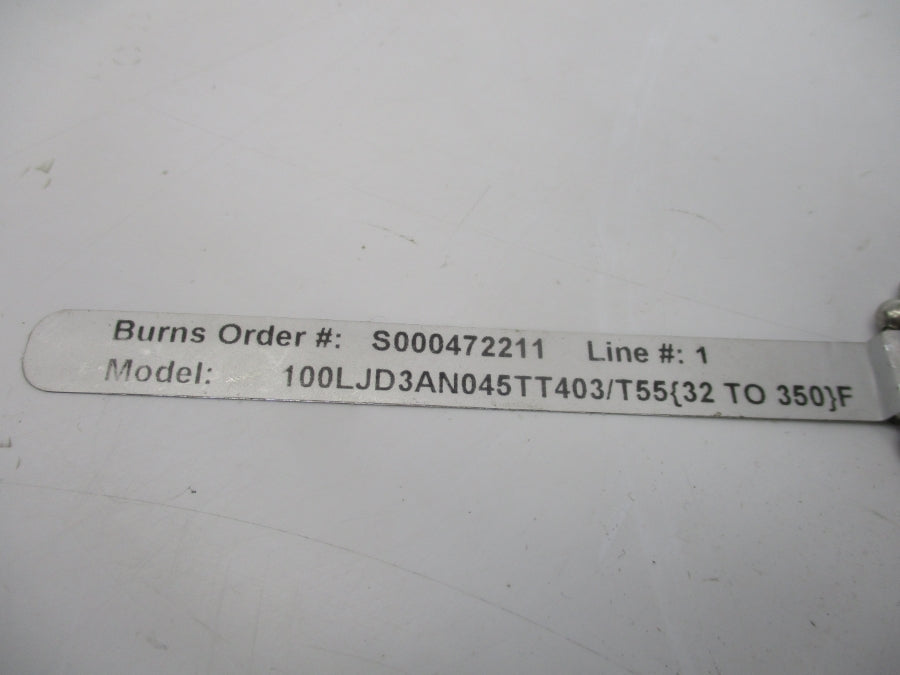 Burns Order #: S000472211 Line #: 1
Model: 100LJD3AN045TT403/T55{32 TO 350}F